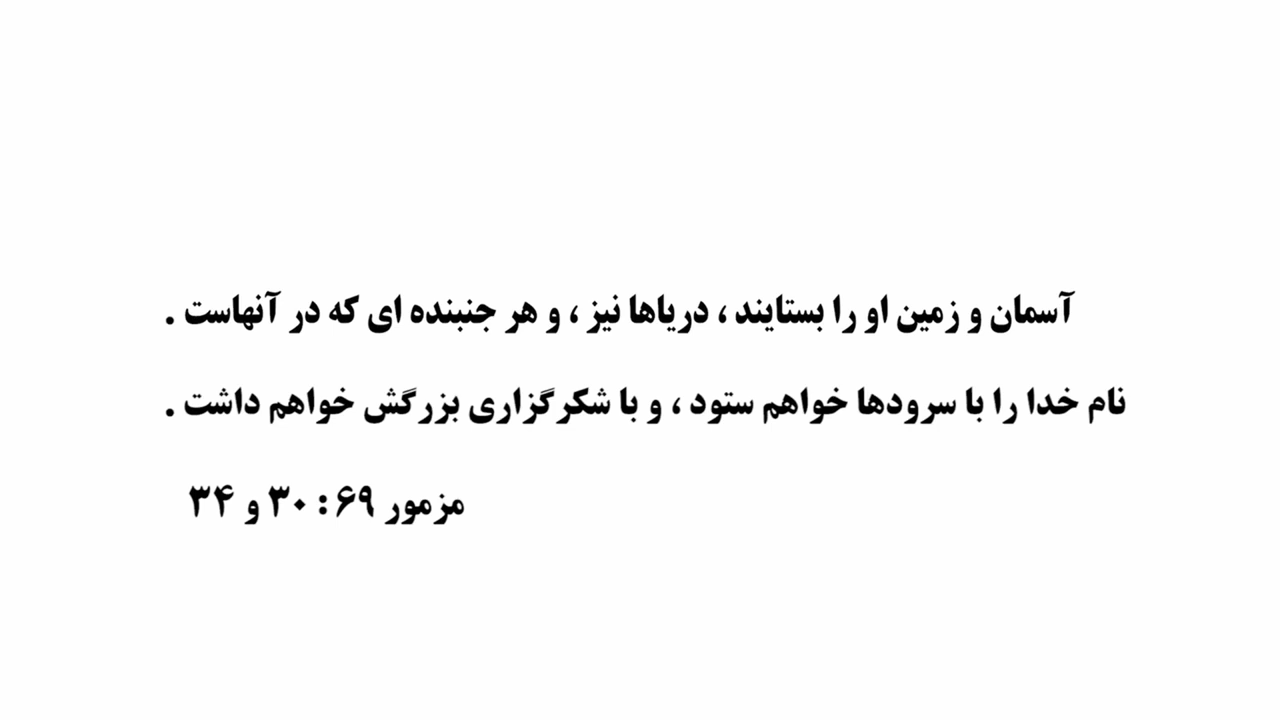 آسمان و زمین او را بستایند ، دریاها نیز ، و هر جنبنده ای که در آنهاست .
نام خدا را با سرودها خواهم ستود ، و با شکرگزاری بزرگش خواهم داشت .
مزمور ۶۹ : ۳۰ و ۳۴